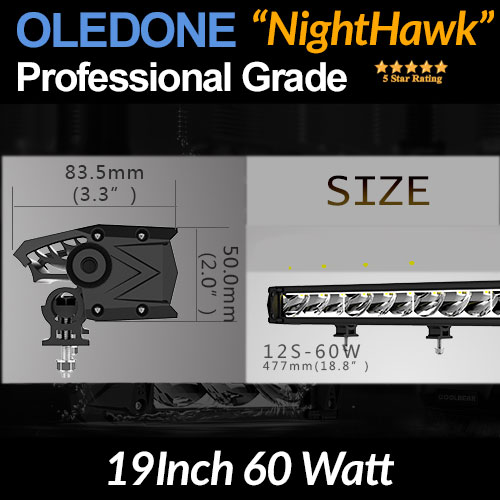 OLEDONE “NightHawk”
Professional Grade
5 Star Rating
83.5mm
(3.3”)
50.0mm
(2.0”)
SIZE
12S-60W
477mm(18.8”)
19Inch 60 Watt